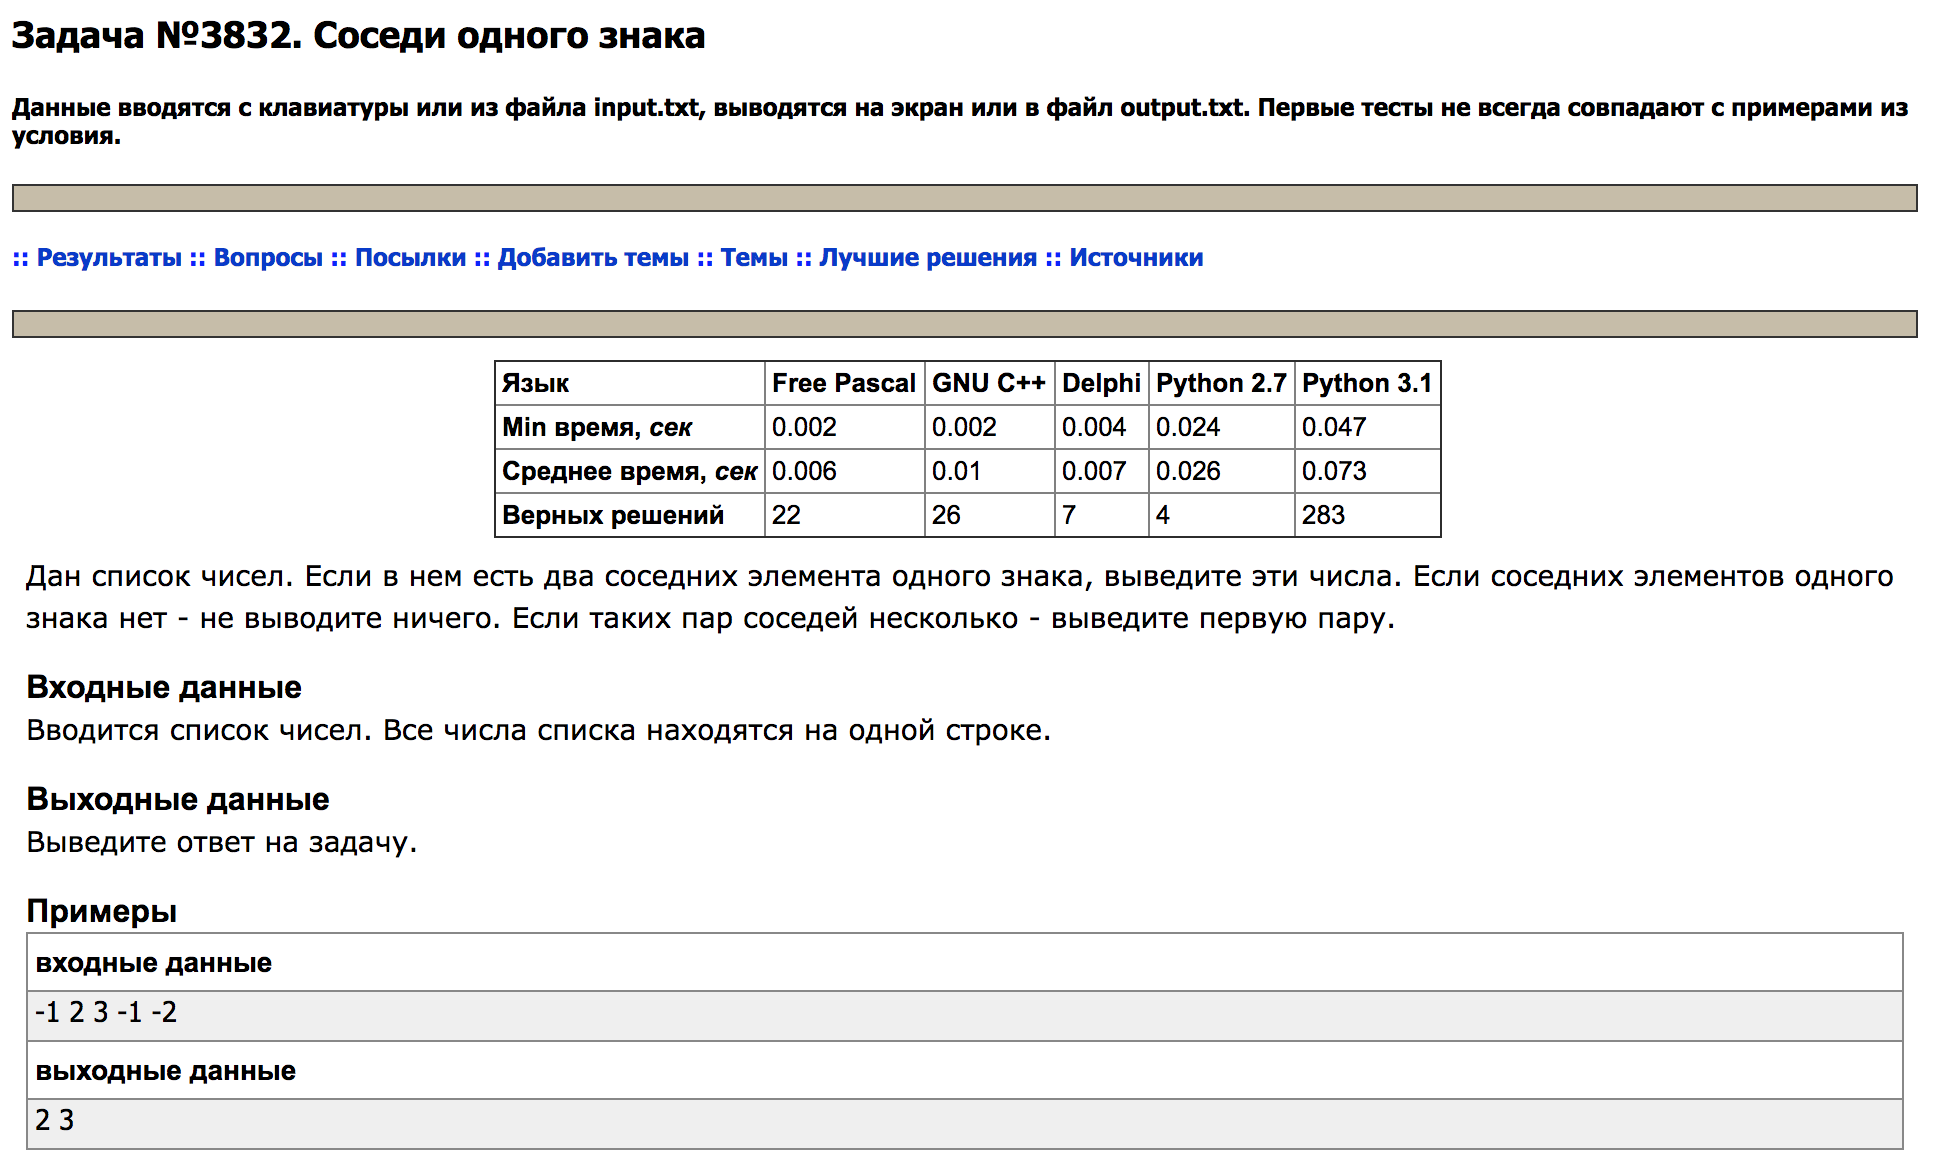 Задача №3832. Соседи одного знака
Данные вводятся с клавиатуры или из файла input.txt, выводятся на экран или в файл output.txt. Первые тесты не всегда совпадают с примерами из
условия.
:: Результаты :: Вопросы :: Посылки :: Добавить темы :: Темы :: Лучшие решения :: Источники
Язык Free Pascal GNU C++ Delphi Python 2.7 Python 3.1
Min время, сек 0.002 0.002 0.004 0.024 0.047
Среднее время, сек 0.006 0.01 0.007 0.026 0.073
Верных решений 22 26 7 4 283
Дан список чисел. Если в нем есть два соседних элемента одного знака, выведите эти числа. Если соседних элементов одного
знака нет - не выводите ничего. Если таких пар соседей несколько - выведите первую пару.
Входные данные
Вводится список чисел. Все числа списка находятся на одной строке.
Выходные данные
Выведите ответ на задачу.
Примеры
входные данные
-1 2 3 -1 -2
выходные данные
2 3